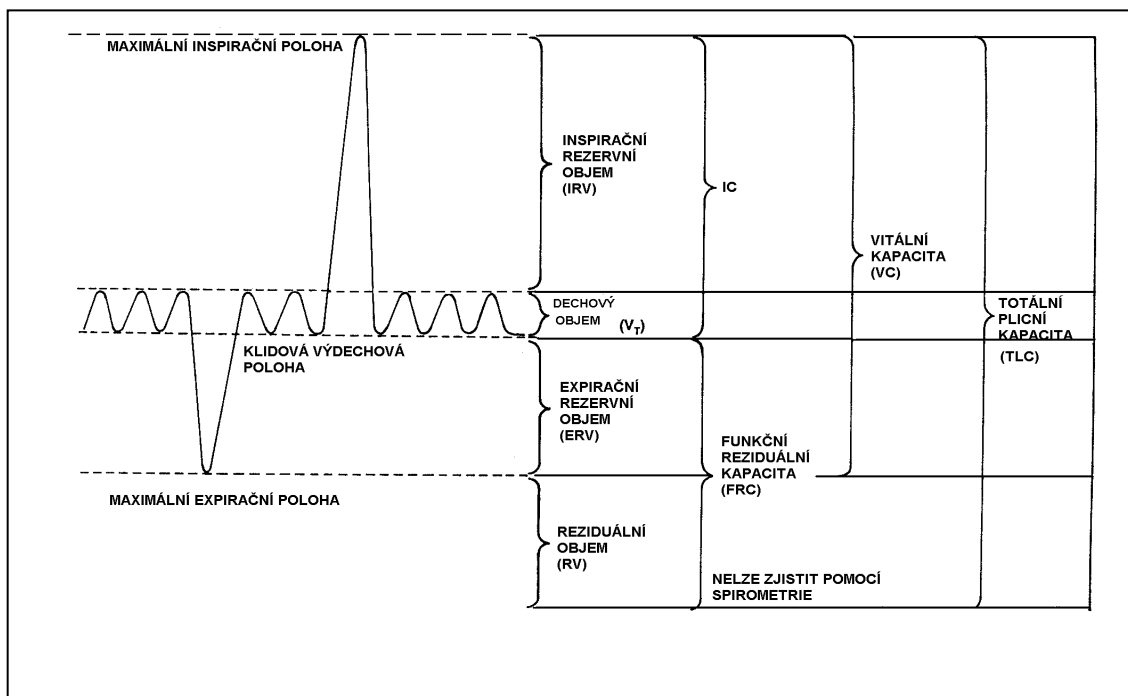 MAXIMÁLNÍ INSPIRAČNÍ POLOHA
INSPIRAČNÍ
REZERVNÍ
OBJEM
(IRV)
IC
VITÁLNÍ
KAPACITA
(VC)
DECHOVÝ
OBJEM (VT)
TOTÁLNÍ
PLICNÍ
KAPACITA
(TLC)
KLIDOVÁ VÝDECHOVÁ
POLOHA
EXPIRAČNÍ
REZERVNÍ
OBJEM
(ERV)
FUNKČNÍ
REZIDUÁLNÍ
KAPACITA
(FRC)
MAXIMÁLNÍ EXPIRAČNÍ POLOHA
REZIDUÁLNÍ
OBJEM
(RV)
NELZE ZJISTIT POMOCÍ
SPIROMETRIE